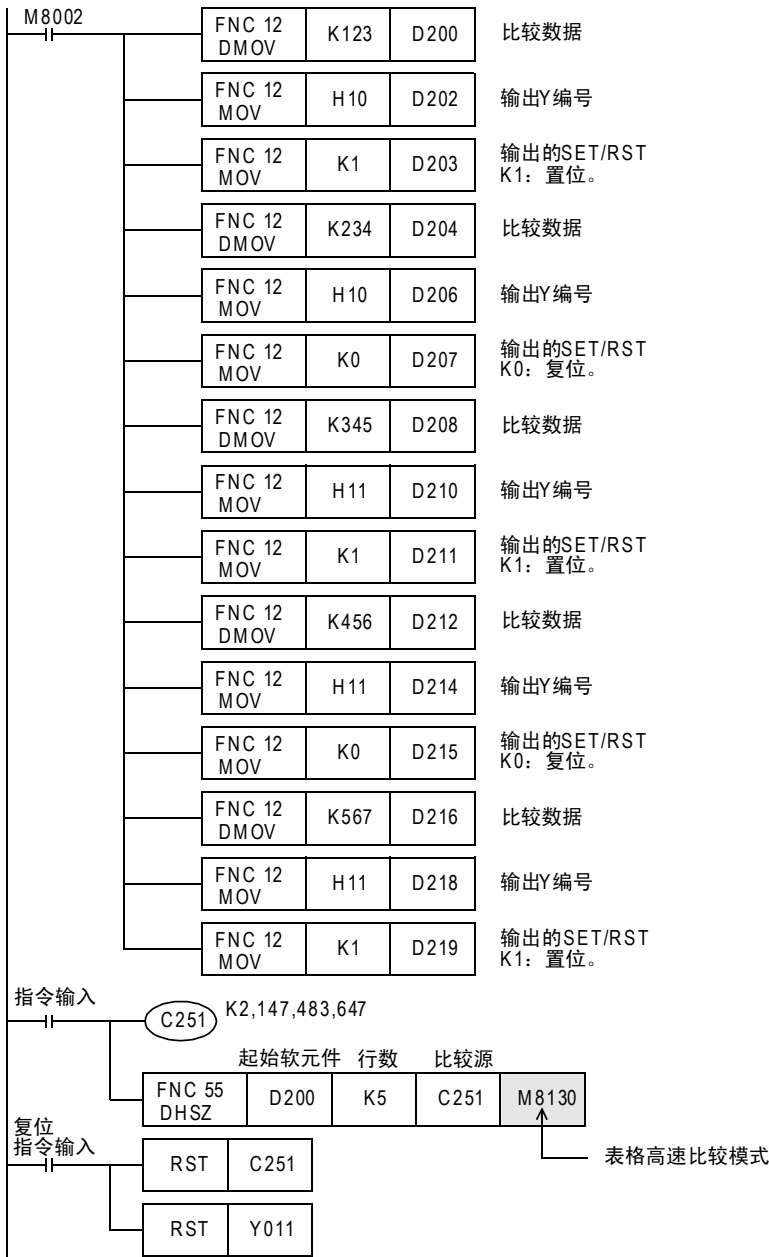 M8002
FNC 12
DMOV
K123
D200
比较数据
FNC 12
MOV
H10
D202
输出Y编号
FNC 12
MOV
K1
D203
输出的SET/RST
K1：置位。
FNC 12
DMOV
K234
D204
比较数据
FNC 12
MOV
H10
D206
输出Y编号
FNC 12
MOV
K0
D207
输出的SET/RST
K0：复位。
FNC 12
DMOV
K345
D208
比较数据
FNC 12
MOV
H11
D210
输出Y编号
FNC 12
MOV
K1
D211
输出的SET/RST
K1：置位。
FNC 12
DMOV
K456
D212
比较数据
FNC 12
MOV
H11
D214
输出Y编号
FNC 12
MOV
K0
D215
输出的SET/RST
K0：复位。
FNC 12
DMOV
K567
D216
比较数据
FNC 12
MOV
H11
D218
输出Y编号
FNC 12
MOV
K1
D219
输出的SET/RST
K1：置位。
指令输入
C251
K2,147,483,647
起始软元件 行数 比较源
FNC 55
DHSZ
D200
K5
C251
M8130
表格高速比较模式
复位
指令输入
RST
C251
RST
Y011